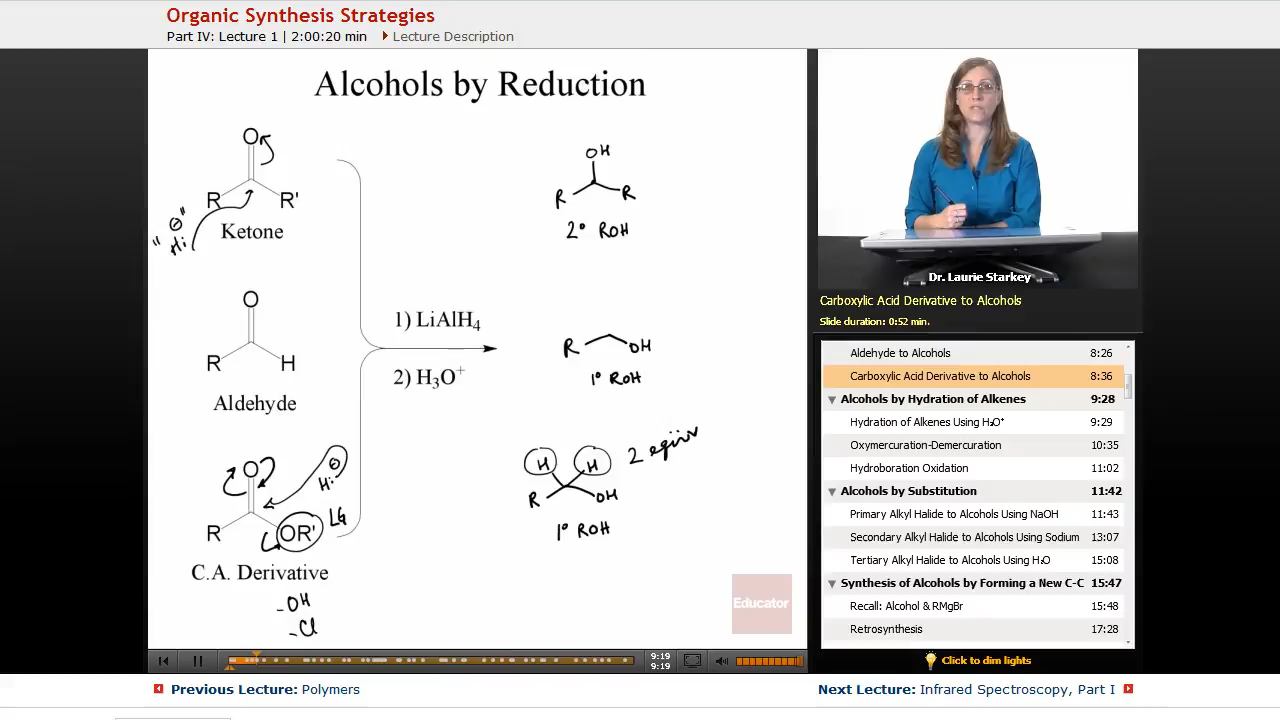 Organic Synthesis Strategies
Part IV: Lecture 1 | 2:00:20 min
Lecture Description
Alcohols by Reduction
O
R
R'
Ketone
" ⊖ "
H:
OH
R
R
2° ROH
O
R
H
Aldehyde
1) LiAlH₄
2) H₃O⁺
R
OH
1° ROH
O
R
OR'
LG
⊖
H:
C.A. Derivative
-OH
-Cl
H
H
2 equiv
R
OH
1° ROH
Educator
Dr. Laurie Starkey
Carboxylic Acid Derivative to Alcohols
Slide duration: 0:52 min.
Aldehyde to Alcohols 8:26
Carboxylic Acid Derivative to Alcohols 8:36
Alcohols by Hydration of Alkenes 9:28
Hydration of Alkenes Using H₂O⁺ 9:29
Oxymercuration-Demercuration 10:35
Hydroboration Oxidation 11:02
Alcohols by Substitution 11:42
Primary Alkyl Halide to Alcohols Using NaOH 11:43
Secondary Alkyl Halide to Alcohols Using Sodium 13:07
Tertiary Alkyl Halide to Alcohols Using H₂O 15:08
Synthesis of Alcohols by Forming a New C-C 15:47
Recall: Alcohol & RMgBr 15:48
Retrosynthesis 17:28
9:19
9:19
Click to dim lights
Previous Lecture: Polymers
Next Lecture: Infrared Spectroscopy, Part I